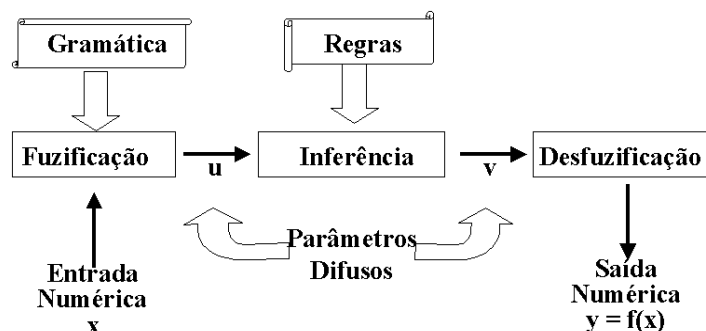 Gramática
Regras
Fuzificação
u
Inferência
v
Desfuzificação
Parâmetros
Difusos
Entrada
Numérica
x
Saída
Numérica
y = f(x)